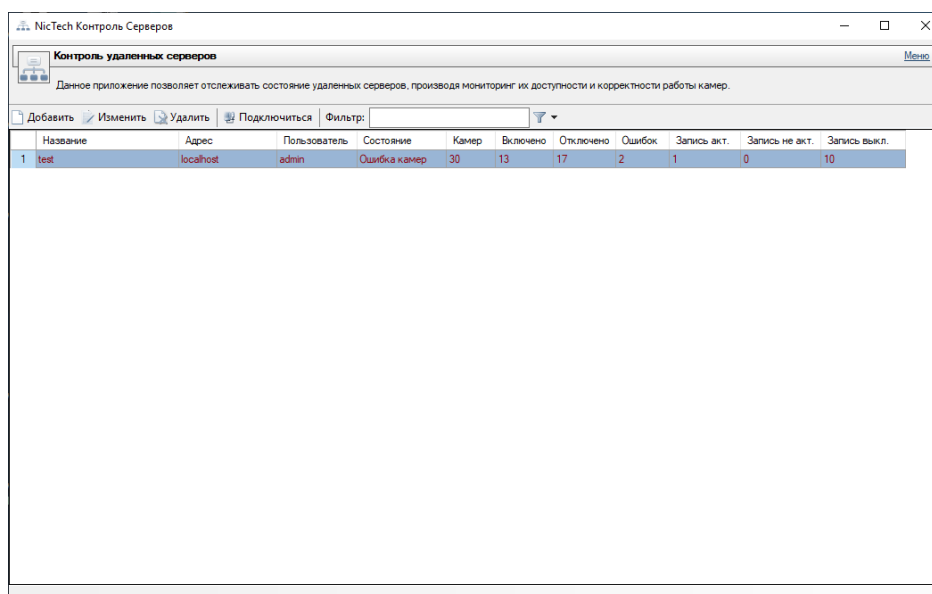 NicTech Контроль Серверов
Контроль удаленных серверов Меню
Данное приложение позволяет отслеживать состояние удаленных серверов, производя мониторинг их доступности и корректности работы камер.
Добавить Изменить Удалить Подключиться Фильтр:
Название Адрес Пользователь Состояние Камер Включено Отключено Ошибок Запись акт. Запись не акт. Запись выкл.
1 test localhost admin Ошибка камер 30 13 17 2 1 0 10